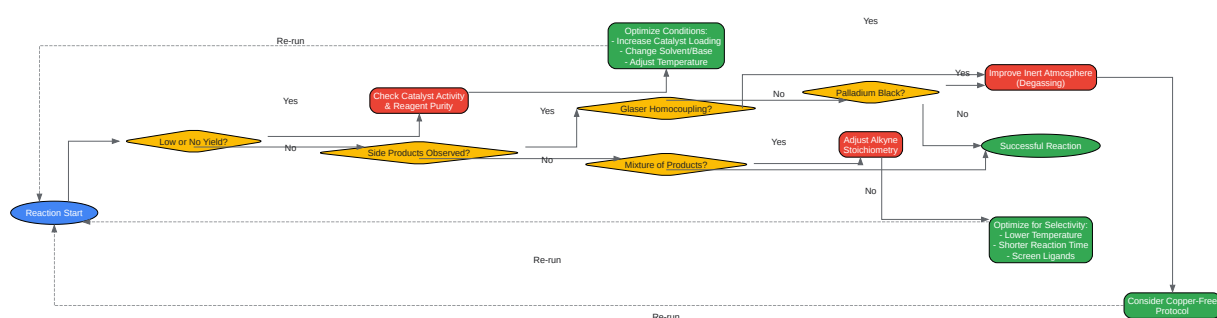 Yes
Optimize Conditions:
- Increase Catalyst Loading
- Change Solvent/Base
- Adjust Temperature
Re-run
Yes
Improve Inert Atmosphere
(Degassing)
Check Catalyst Activity
& Reagent Purity
Yes
Yes
Glaser Homocoupling?
No
Palladium Black?
No
Low or No Yield?
No
Side Products Observed?
No
Mixture of Products?
Yes
Adjust Alkyne
Stoichiometry
Successful Reaction
No
Reaction Start
Optimize for Selectivity:
- Lower Temperature
- Shorter Reaction Time
- Screen Ligands
Re-run
Consider Copper-Free
Protocol
Re-run